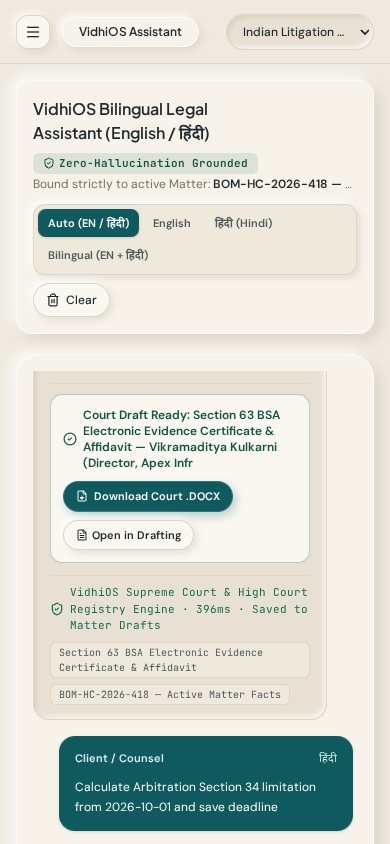 VidhiOS Assistant
Indian Litigation ...
VidhiOS Bilingual Legal
Assistant (English / हिंदी)
Zero-Hallucination Grounded
Bound strictly to active Matter: BOM-HC-2026-418 — ...
Auto (EN / हिंदी)
English
हिंदी (Hindi)
Bilingual (EN + हिंदी)
Clear
Court Draft Ready: Section 63 BSA
Electronic Evidence Certificate &
Affidavit — Vikramaditya Kulkarni
(Director, Apex Infr
Download Court .DOCX
Open in Drafting
VidhiOS Supreme Court & High Court
Registry Engine · 396ms · Saved to
Matter Drafts
Section 63 BSA Electronic Evidence
Certificate & Affidavit
BOM-HC-2026-418 — Active Matter Facts
Client / Counsel
हिंदी
Calculate Arbitration Section 34 limitation
from 2026-10-01 and save deadline